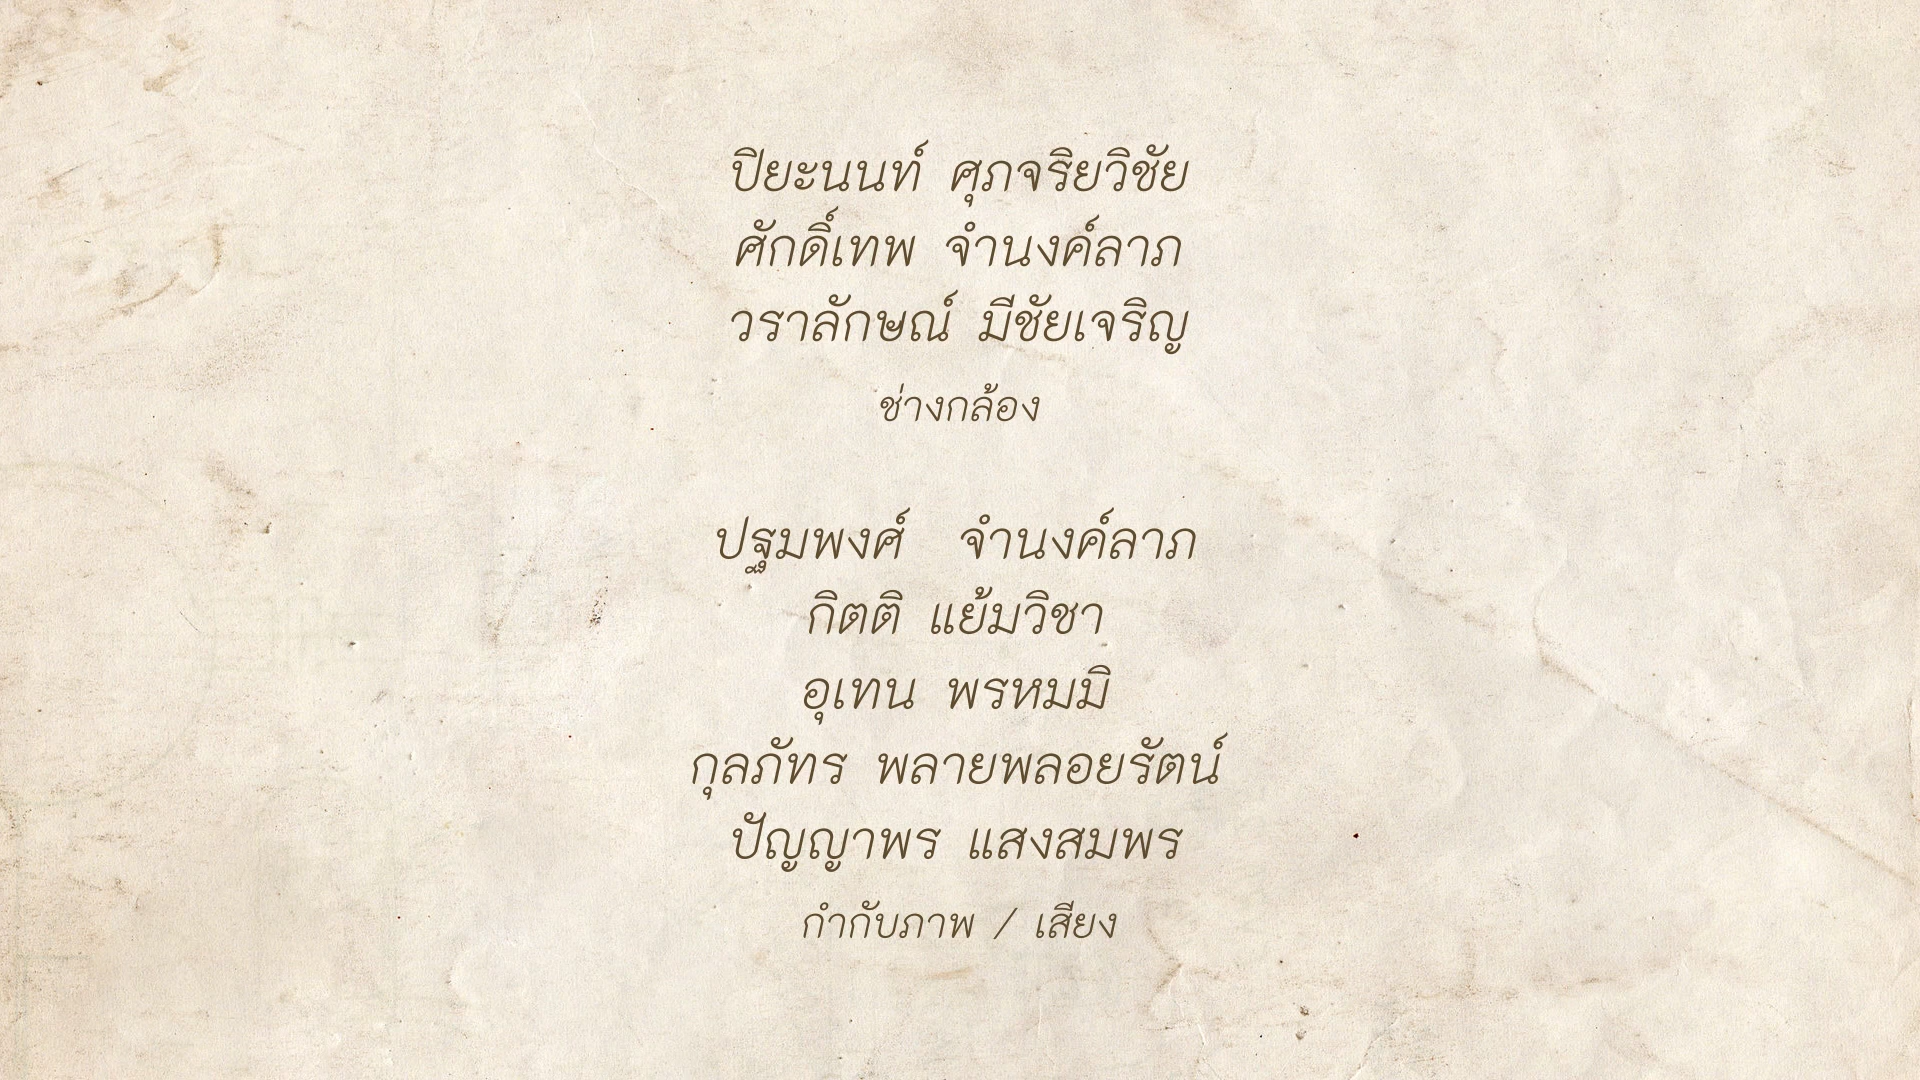 ปิยะนนท์ ศุภจริยวิชัย
ศักดิ์เทพ จำนงค์ลาภ
วราลักษณ์ มีชัยเจริญ
ช่างกล้อง
ปฐมพงศ์ จำนงค์ลาภ
กิตติ แย้มวิชา
อุเทน พรหมมิ
กุลภัทร พลายพลอยรัตน์
ปัญญาพร แสงสมพร
กำกับภาพ / เสียง